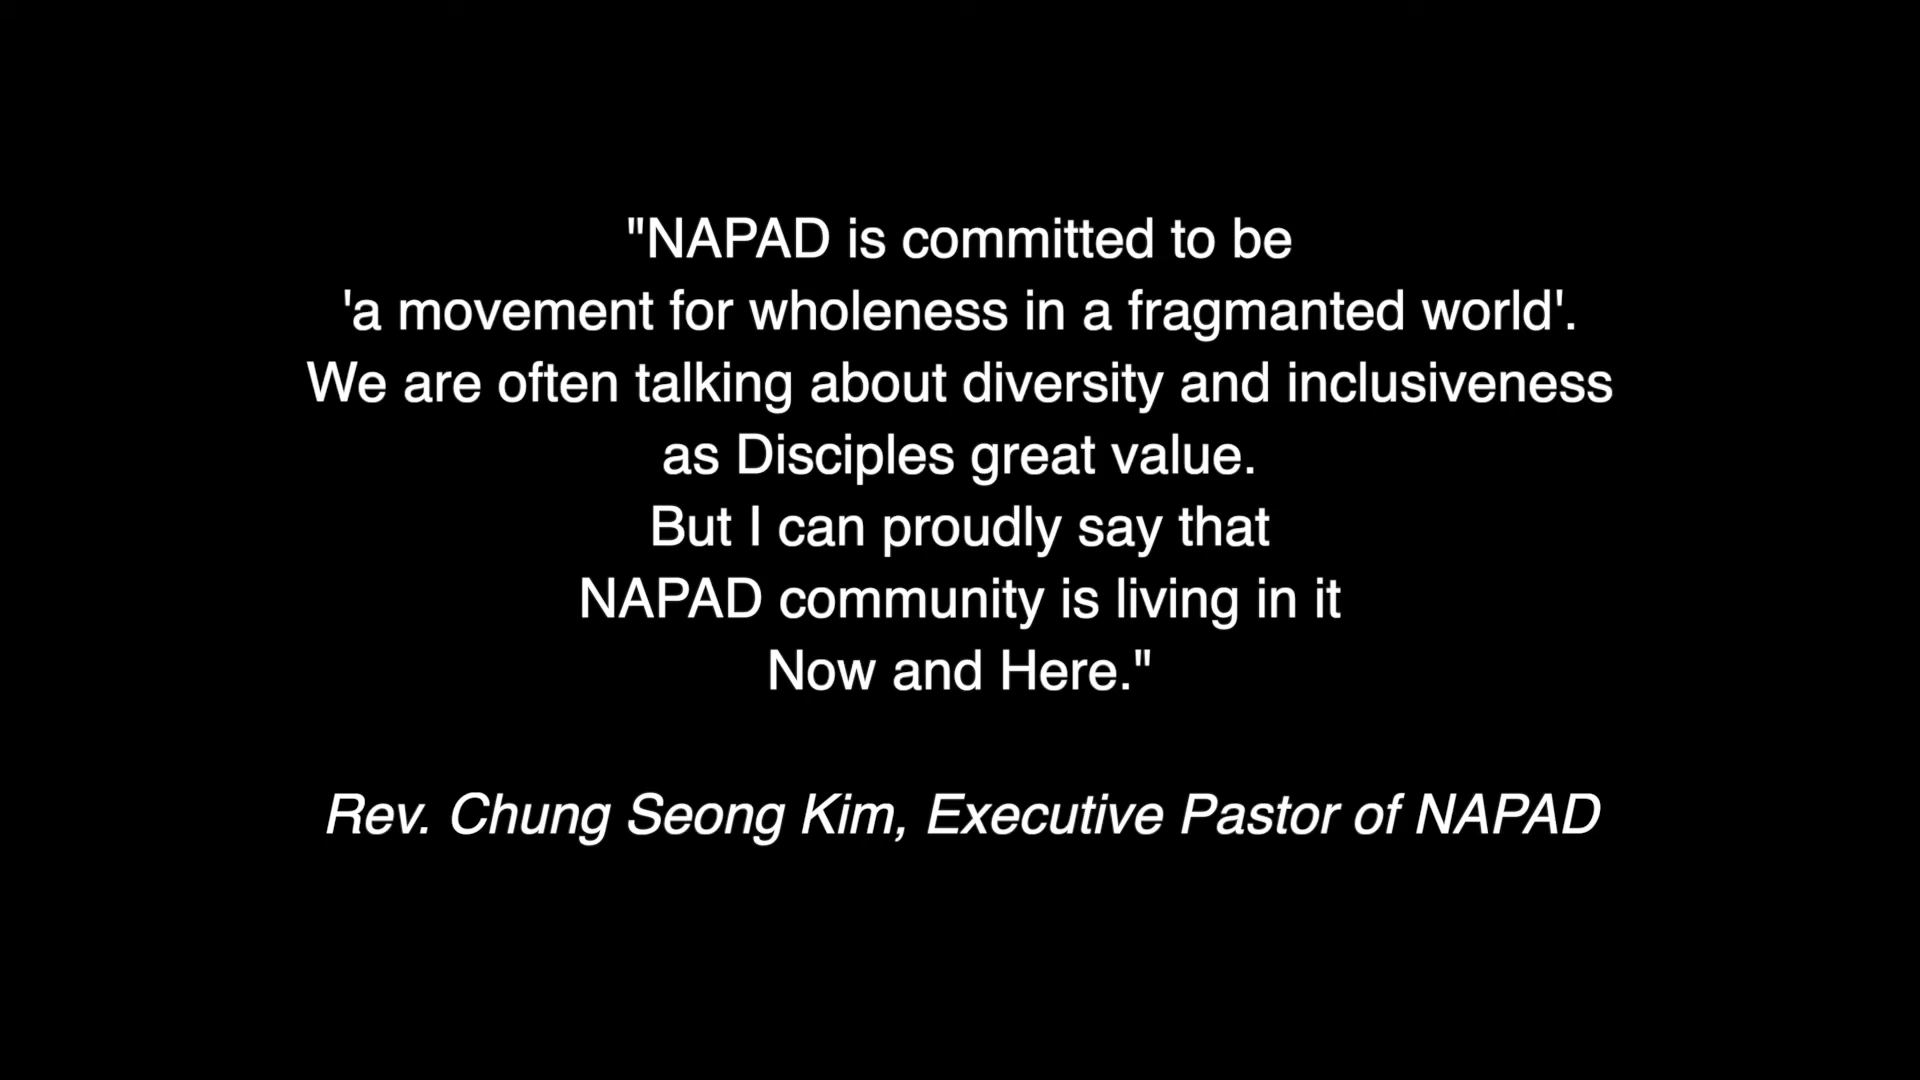 "NAPAD is committed to be
'a movement for wholeness in a fragmanted world'.
We are often talking about diversity and inclusiveness
as Disciples great value.
But I can proudly say that
NAPAD community is living in it
Now and Here."
Rev. Chung Seong Kim, Executive Pastor of NAPAD